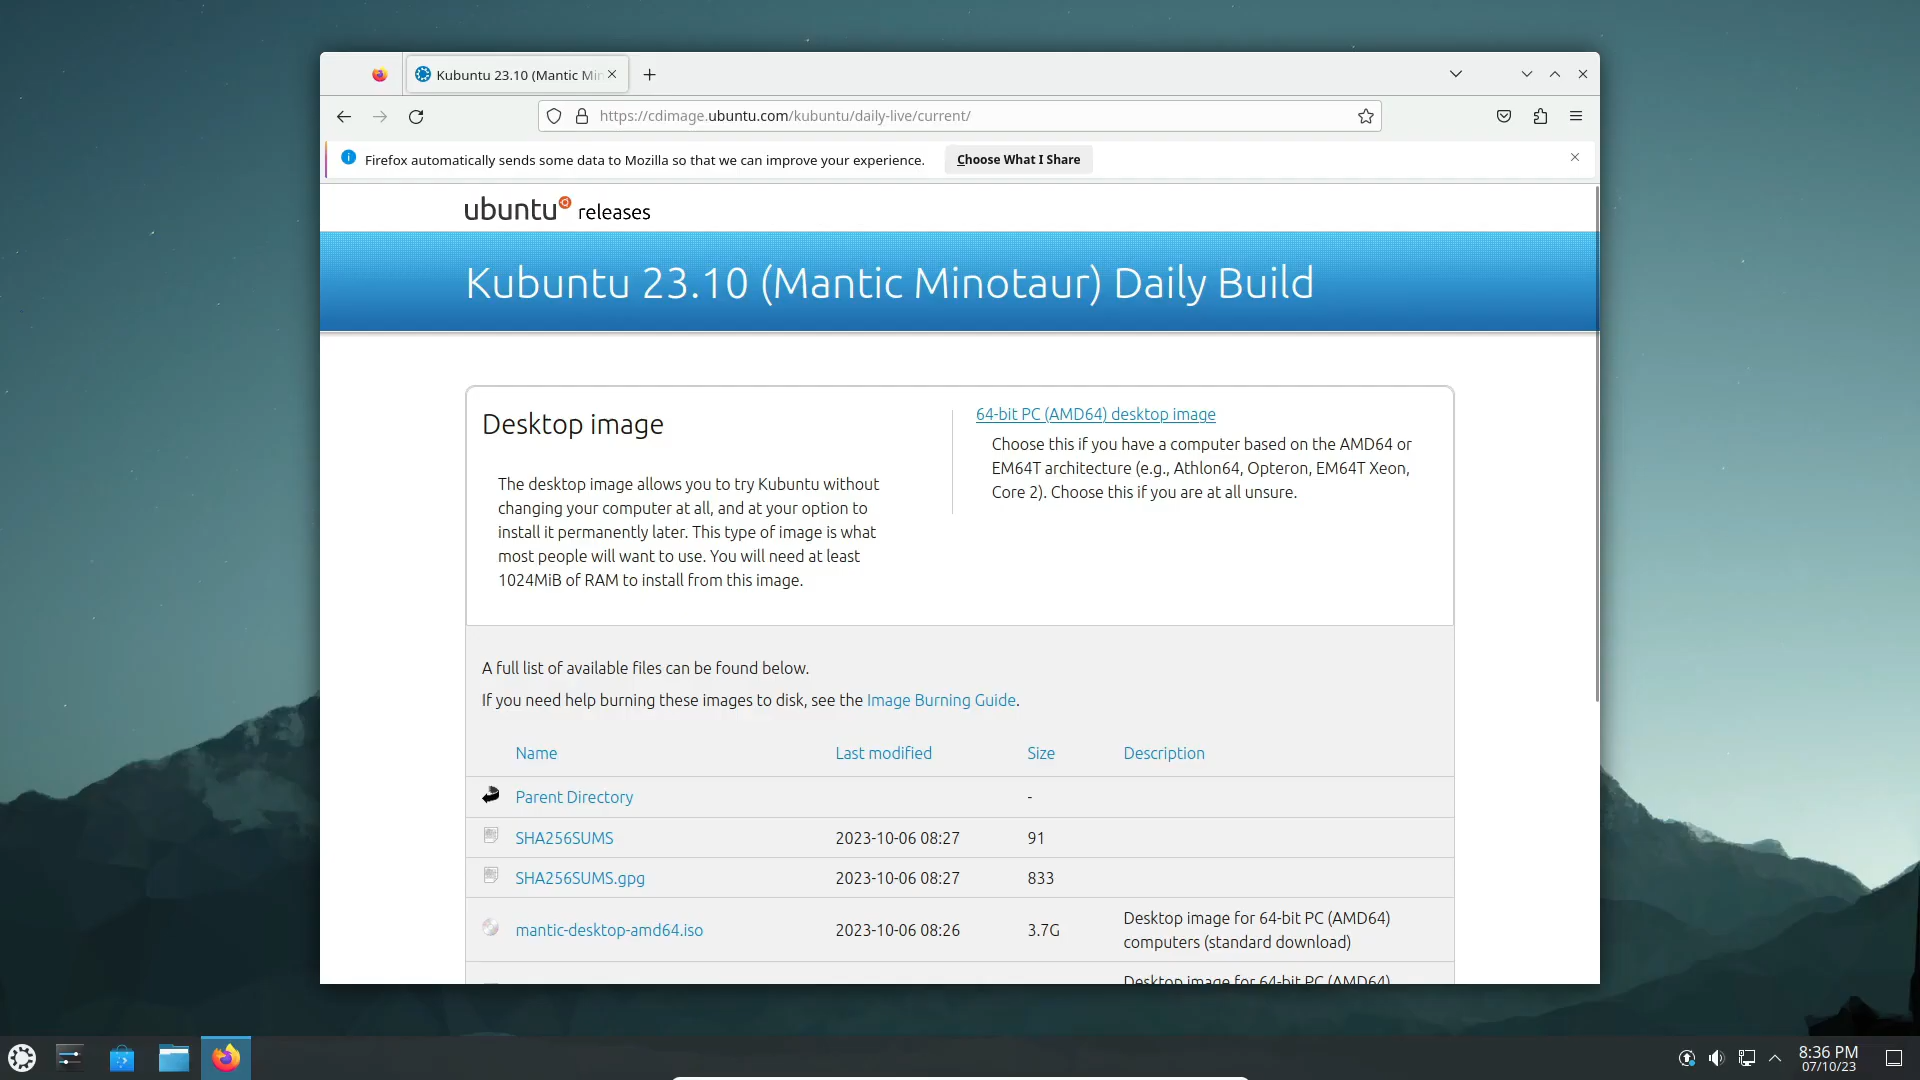 Kubuntu 23.10 (Mantic Min
https://cdimage.ubuntu.com/kubuntu/daily-live/current/
Firefox automatically sends some data to Mozilla so that we can improve your experience.
Choose What I Share
ubuntu releases
Kubuntu 23.10 (Mantic Minotaur) Daily Build
Desktop image
The desktop image allows you to try Kubuntu without
changing your computer at all, and at your option to
install it permanently later. This type of image is what
most people will want to use. You will need at least
1024MiB of RAM to install from this image.
64-bit PC (AMD64) desktop image
Choose this if you have a computer based on the AMD64 or
EM64T architecture (e.g., Athlon64, Opteron, EM64T Xeon,
Core 2). Choose this if you are at all unsure.
A full list of available files can be found below.
If you need help burning these images to disk, see the Image Burning Guide.
Name Last modified Size Description
Parent Directory -
SHA256SUMS 2023-10-06 08:27 91
SHA256SUMS.gpg 2023-10-06 08:27 833
mantic-desktop-amd64.iso 2023-10-06 08:26 3.7G Desktop image for 64-bit PC (AMD64)
computers (standard download)
Desktop image for 64-bit PC (AMD64)
8:36 PM
07/10/23